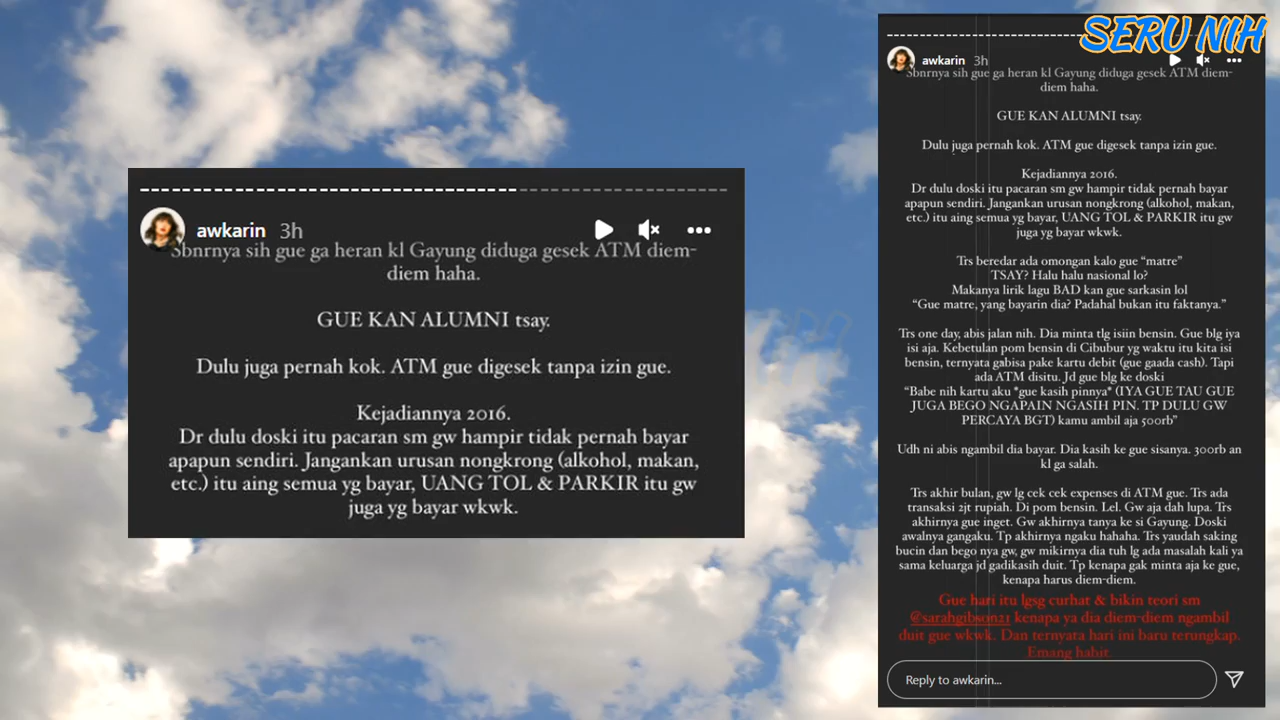 awkarin 3h
Sbnrnya sih gue ga heran kl Gayung diduga gesek ATM diem-
diem haha.
GUE KAN ALUMNI tsay.
Dulu juga pernah kok. ATM gue digesek tanpa izin gue.
Kejadiannya 2016.
Dr dulu doski itu pacaran sm gw hampir tidak pernah bayar
apapun sendiri. Jangankan urusan nongkrong (alkohol, makan,
etc.) itu aing semua yg bayar, UANG TOL & PARKIR itu gw
juga yg bayar wkwk.
SERU NIH
awkarin 3h
Sbnrnya sih gue ga heran kl Gayung diduga gesek ATM diem-
diem haha.
GUE KAN ALUMNI tsay.
Dulu juga pernah kok. ATM gue digesek tanpa izin gue.
Kejadiannya 2016.
Dr dulu doski itu pacaran sm gw hampir tidak pernah bayar
apapun sendiri. Jangankan urusan nongkrong (alkohol, makan,
etc.) itu aing semua yg bayar, UANG TOL & PARKIR itu gw
juga yg bayar wkwk.
Trs beredar ada omongan kalo gue “matre”
TSAY? Halu halu nasional lo?
Makanya lirik lagu BAD kan gue sarkasin lol
“Gue matre, yang bayarin dia? Padahal bukan itu faktanya.”
Trs one day, abis jalan nih. Dia minta tlg isiin bensin. Gue blg iya
isi aja. Kebetulan pom bensin di Cibubur yg waktu itu kita isi
bensin, ternyata gabisa pake kartu debit (gue gaada cash). Tapi
ada ATM disitu. Jd gue blg ke doski
“Babe nih kartu aku *gue kasih pinnya* (IYA GUE TAU GUE
JUGA BEGO NGAPAIN NGASIH PIN. TP DULU GW
PERCAYA BGT) kamu ambil aja 500rb”
Udh ni abis ngambil dia bayar. Dia kasih ke gue sisanya. 300rb an
kl ga salah.
Trs akhir bulan, gw lg cek cek expenses di ATM gue. Trs ada
transaksi 2jt rupiah. Di pom bensin. Lel. Gw aja dah lupa. Trs
akhirnya gue inget. Gw akhirnya tanya ke si Gayung. Doski
awalnya gangaku. Tp akhirnya ngaku hahaha. Trs yaudah saking
bucin dan bego nya gw, gw mikirnya dia tuh lg ada masalah kali ya
sama keluarga jd gadikasih duit. Tp kenapa gak minta aja ke gue,
kenapa harus diem-diem.
Gue hari itu lgsg curhat & bikin teori sm
@sarahgibson21 kenapa ya dia diem-diem ngambil
duit gue wkwk. Dan ternyata hari ini baru terungkap.
Emang habit
Reply to awkarin...